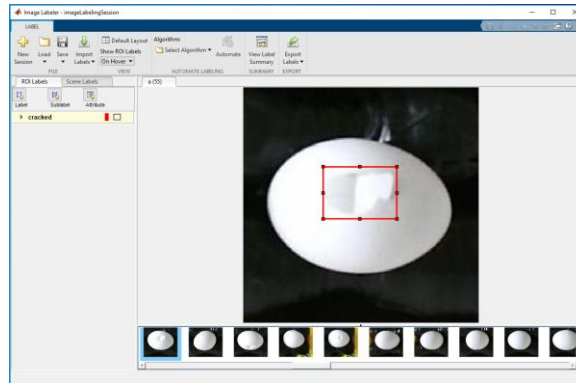 Image Labeler - imageLabelingSession
LABEL
New Session
Load
Save
Import Labels
FILE
Default Layout
Show ROI Labels
On Hover
VIEW
Algorithms
Select Algorithm
Automate
AUTOMATE LABELING
View Label Summary
SUMMARY
Export Labels
EXPORT
ROI Labels
Scene Labels
a (55)
Label
Sublabel
Attribute
cracked